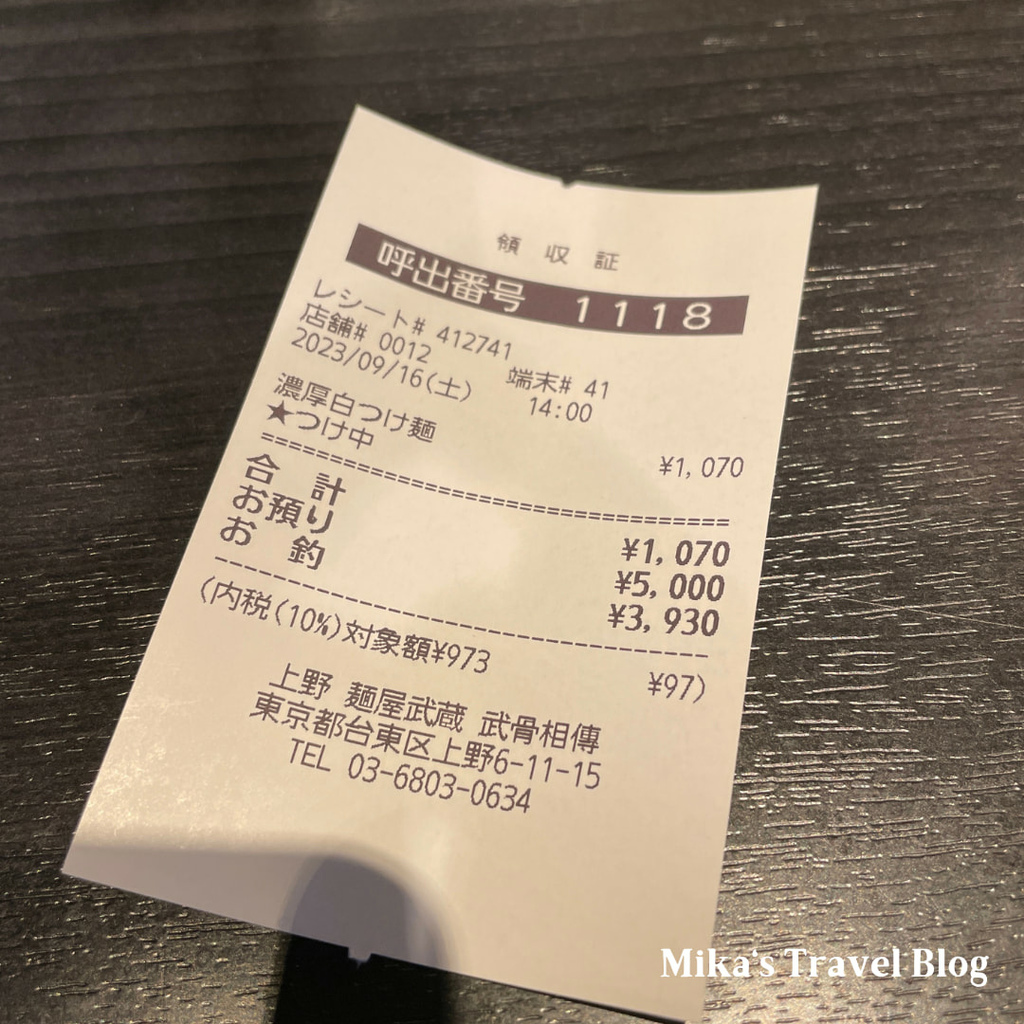 領 収 証
呼出番号 1118
レシート# 412741
店舗# 0012 端末# 41
2023/09/16(土) 14:00
濃厚白つけ麺 ¥1,070
★つけ中
合 計 ¥1,070
お預り ¥5,000
お 釣 ¥3,930
(内税(10%)対象額¥973 ¥97)
上野 麺屋武蔵 武骨相傳
東京都台東区上野6-11-15
TEL 03-6803-0634
Mika's Travel Blog